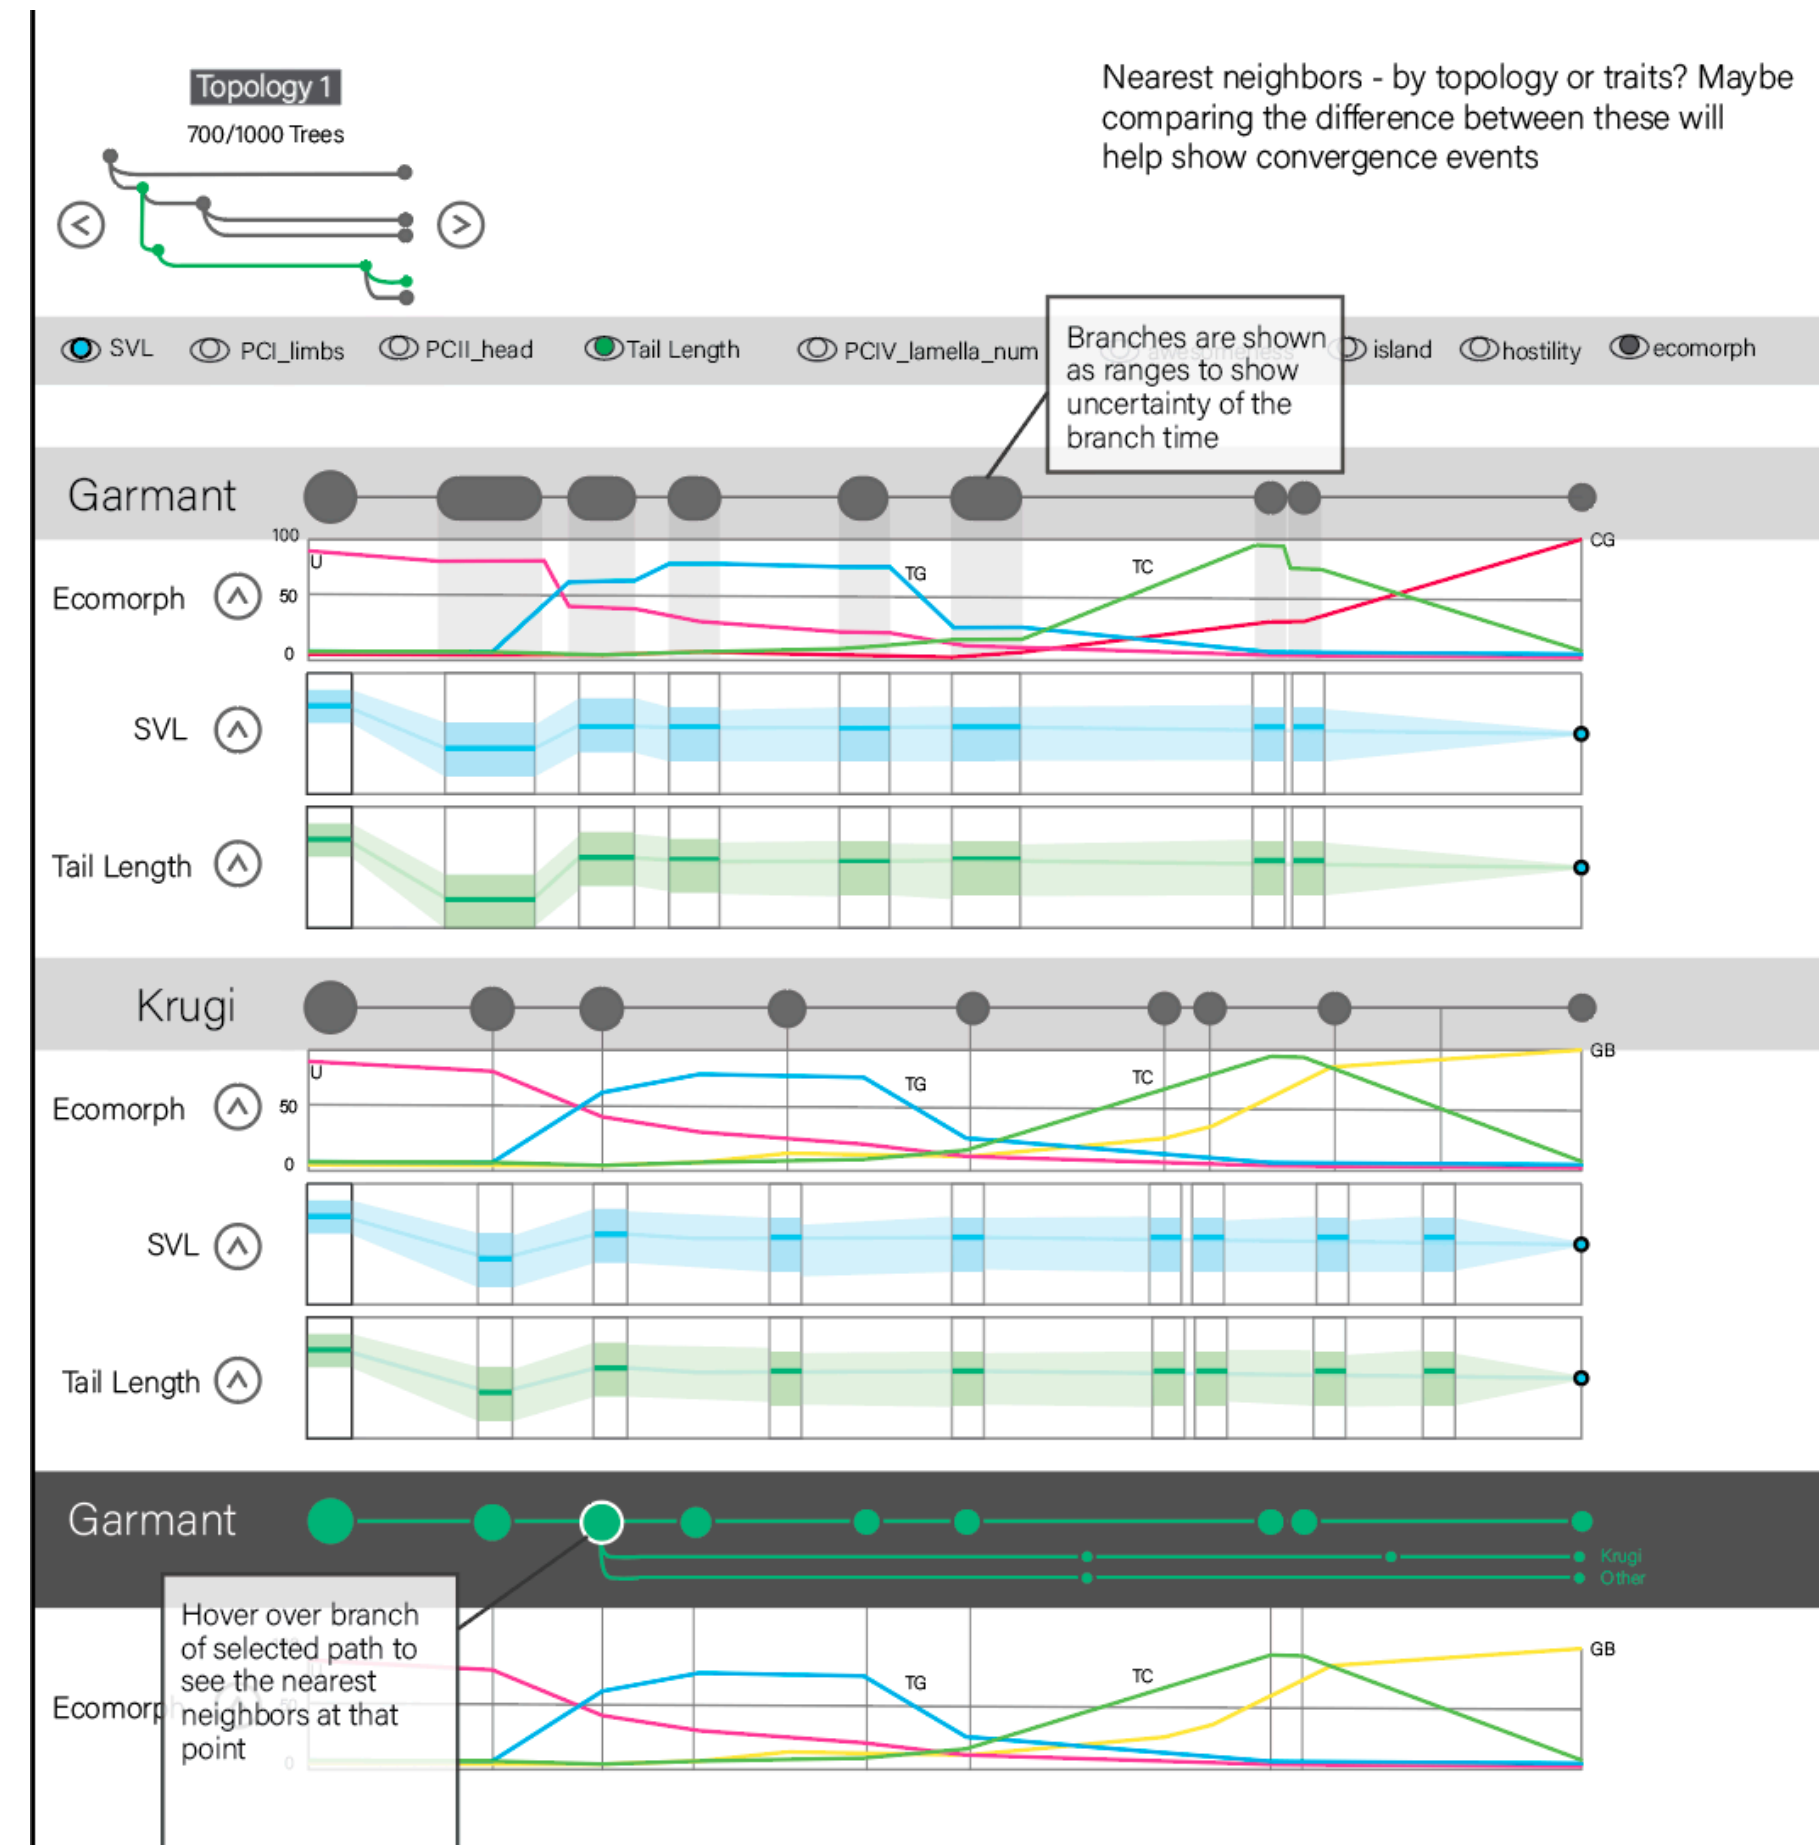 Topology 1
700/1000 Trees
Nearest neighbors - by topology or traits? Maybe
comparing the difference between these will
help show convergence events
SVL
PCI_limbs
PCII_head
Tail Length
PCIV_lamella_num
awesomeness
island
hostility
ecomorph
Branches are shown
as ranges to show
uncertainty of the
branch time
Garmant
100
U
TG
TC
CG
Ecomorph
50
0
SVL
Tail Length
Krugi
U
TG
TC
GB
Ecomorph
50
0
SVL
Tail Length
Garmant
Krugi
Other
Hover over branch
of selected path to
see the nearest
neighbors at that
point
TG
TC
GB
Ecomorph
50
0